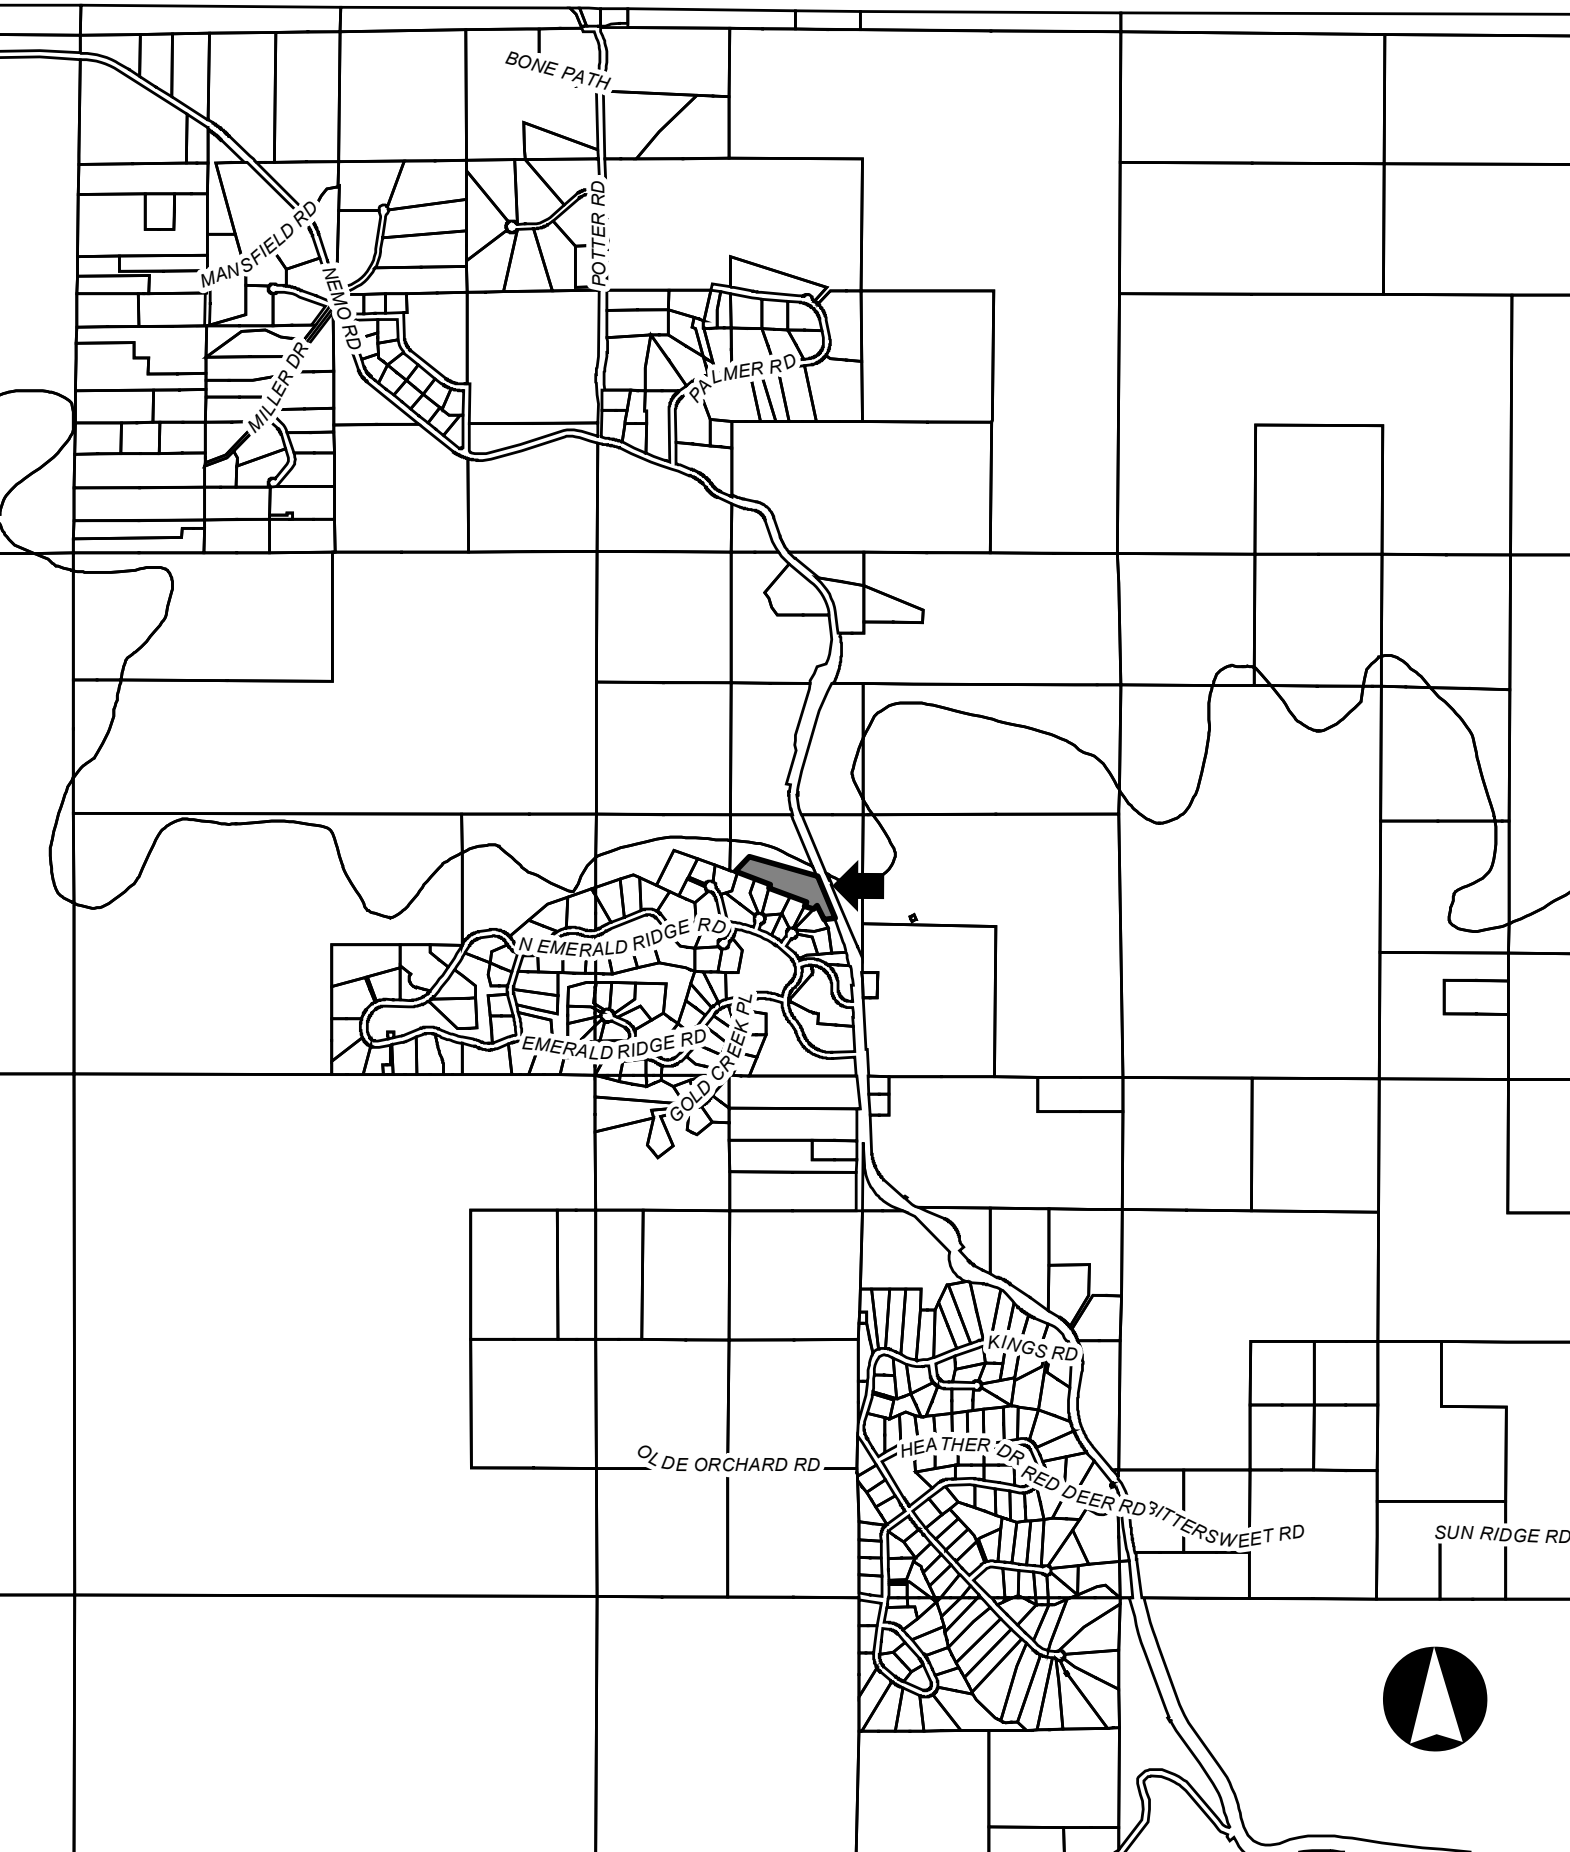 BONE PATH
POTTER RD
MANSFIELD RD
NEMO RD
MILLER DR
PALMER RD
N EMERALD RIDGE RD
EMERALD RIDGE RD
GOLD CREEK PL
KINGS RD
OLDE ORCHARD RD
HEATHER DR
RED DEER RD
BITTERSWEET RD
SUN RIDGE RD